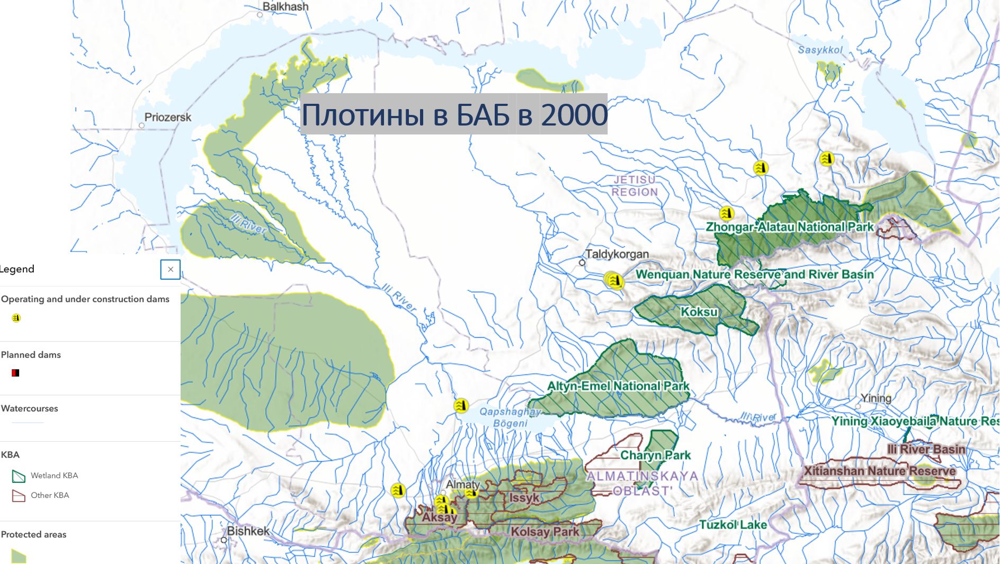 Balkhash
Sasykkol
Priozersk
Плотины в БАБ в 2000
JETISU
REGION
Ili River
Zhongar-Alatau National Park
Taldykorgan
Wenquan Nature Reserve and River Basin
Ili River
Koksu
Altyn-Emel National Park
Qapshaghay
Bögeni
Ili River
Yining
Yining Xiaoyebaila Nature Res
Ili River Basin
Charyn Park
Xitianshan Nature Reserve
ALMATINSKAYA
OBLAST'
Almaty
Issyk
Aksay
Kolsay Park
Tuzkol Lake
Bishkek
Legend
Operating and under construction dams
Planned dams
Watercourses
KBA
Wetland KBA
Other KBA
Protected areas